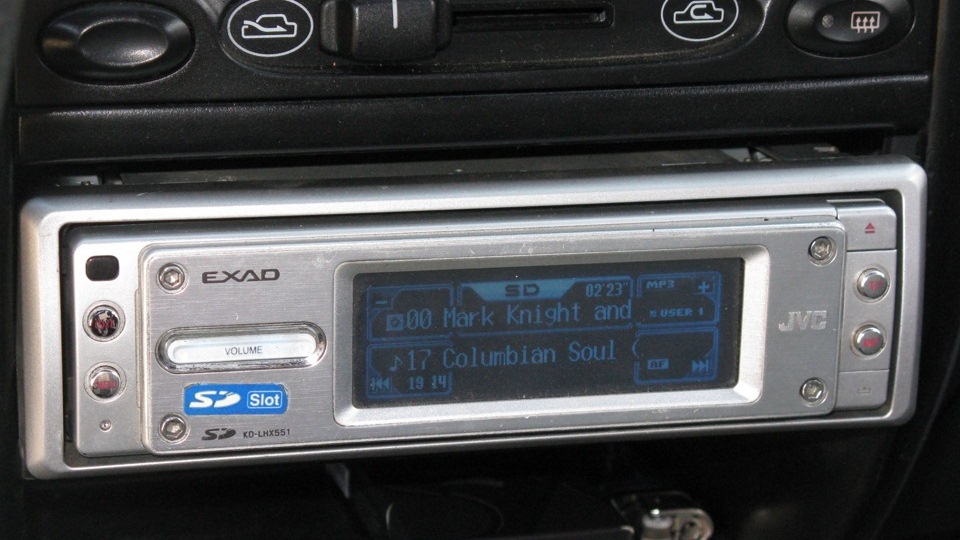 EXAD
VOLUME
SD Slot
SD KD-LHX551
SD 02'23" MP3
00 Mark Knight and
USER 1
17 Columbian Soul
19 14
AF
JVC